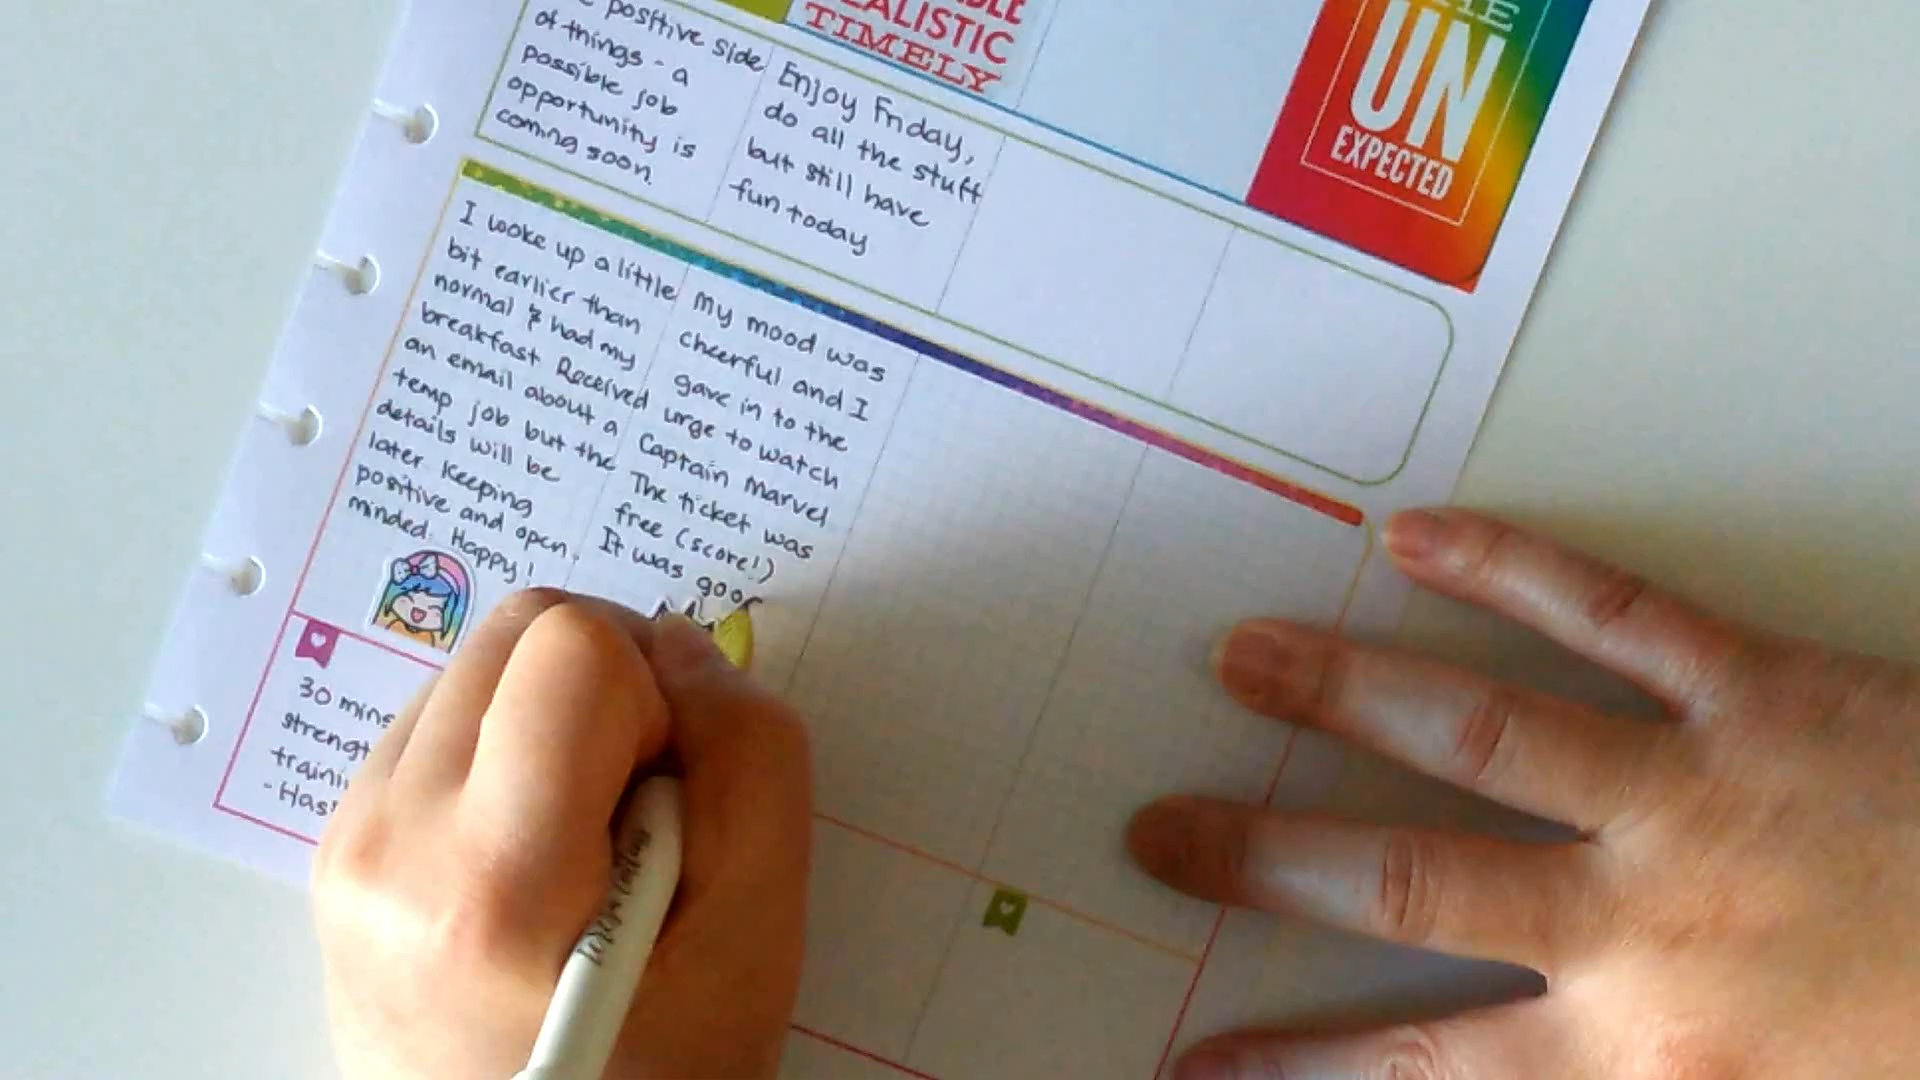 positive side
of things - a
possible job
opportunity is
coming soon.
Enjoy Friday,
do all the stuff
but still have
fun today
TIMELY
UN
EXPECTED
I woke up a little
bit earlier than
normal & had my
breakfast Received
an email about a
temp job but the
details will be
later. Keeping
positive and open
minded. Happy!
My mood was
cheerful and I
gave in to the
urge to watch
Captain Marvel
The ticket was
free (score!)
It was
30 mins